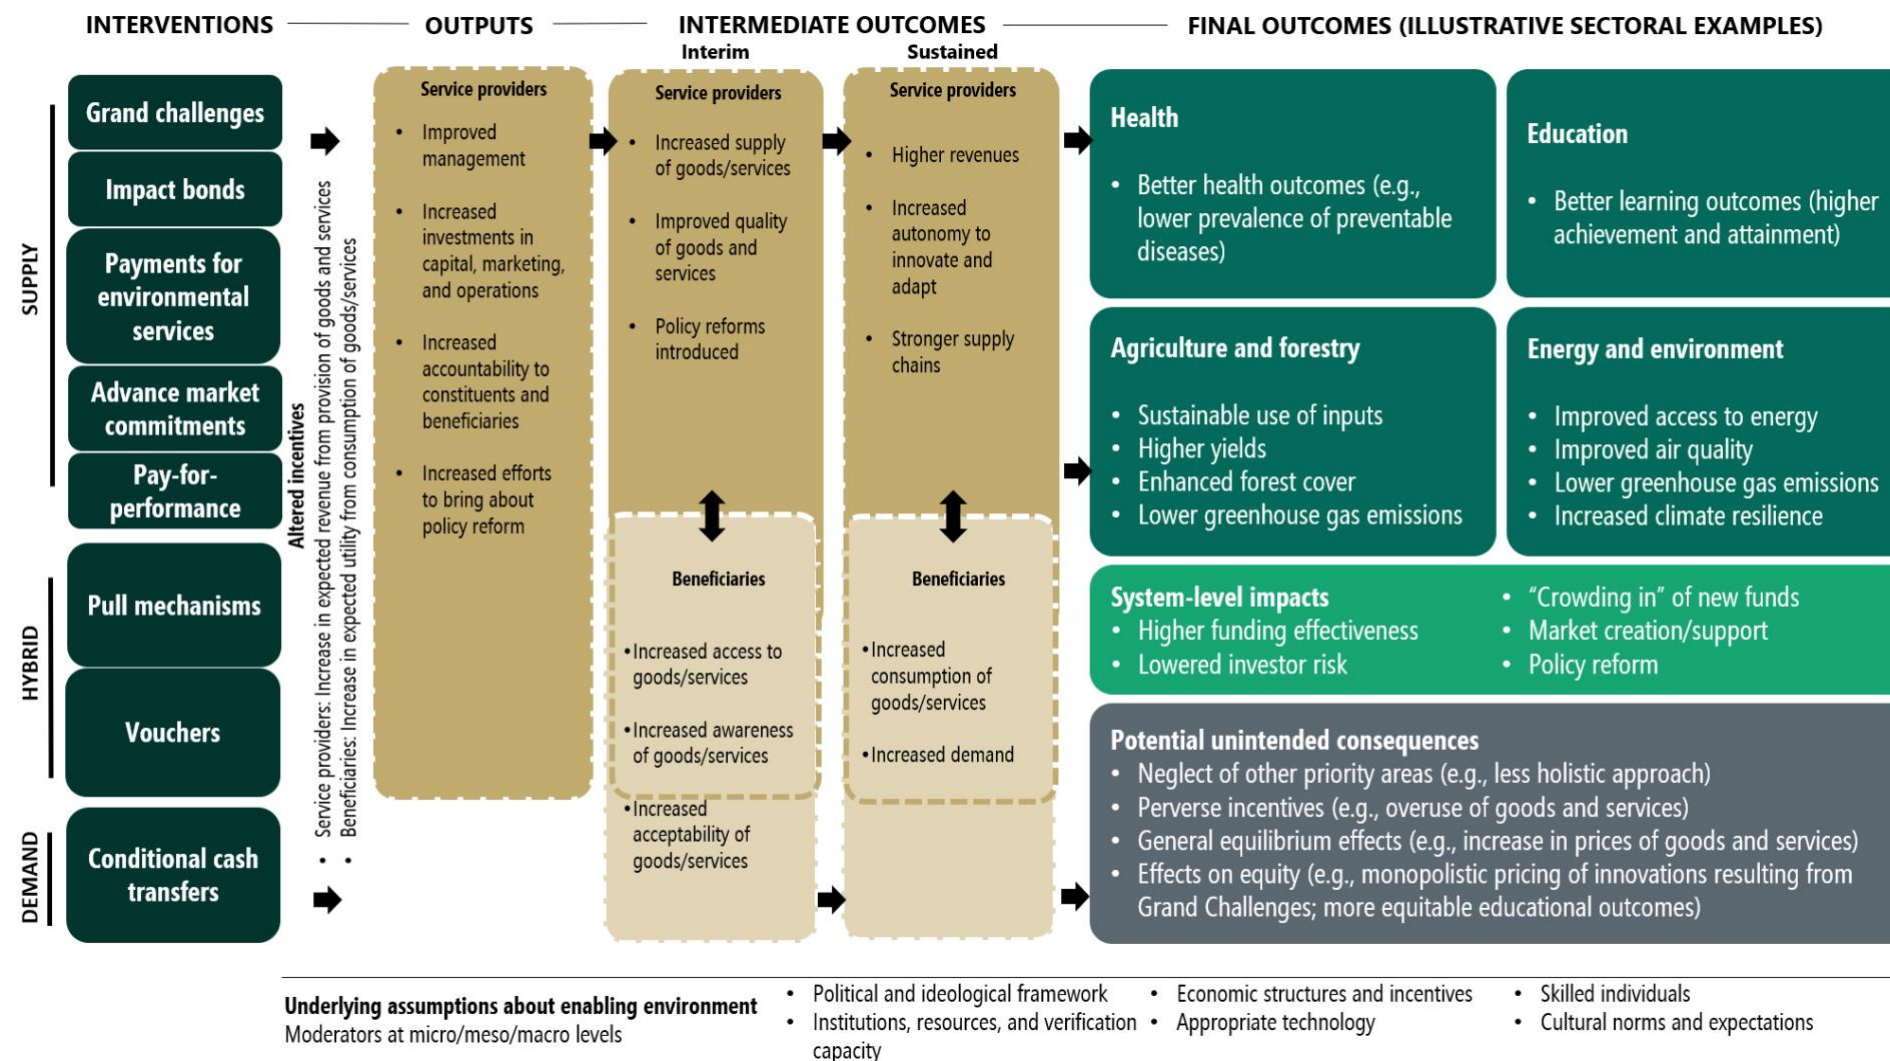 INTERVENTIONS
OUTPUTS
INTERMEDIATE OUTCOMES
FINAL OUTCOMES (ILLUSTRATIVE SECTORAL EXAMPLES)
Interim
Sustained
SUPPLY
Grand challenges
Impact bonds
Payments for
environmental
services
Advance market
commitments
Pay-for-
performance
HYBRID
Pull mechanisms
Vouchers
DEMAND
Conditional cash
transfers
Altered incentives
• Service providers: Increase in expected revenue from provision of goods and services
• Beneficiaries: Increase in expected utility from consumption of goods/services
Service providers
• Improved
management
• Increased
investments in
capital, marketing,
and operations
• Increased
accountability to
constituents and
beneficiaries
• Increased efforts
to bring about
policy reform
Service providers
• Increased supply
of goods/services
• Improved quality
of goods and
services
• Policy reforms
introduced
Beneficiaries
• Increased access to
goods/services
• Increased awareness
of goods/services
• Increased
acceptability of
goods/services
Service providers
• Higher revenues
• Increased
autonomy to
innovate and
adapt
• Stronger supply
chains
Beneficiaries
• Increased
consumption of
goods/services
• Increased demand
Health
• Better health outcomes (e.g.,
lower prevalence of preventable
diseases)
Education
• Better learning outcomes (higher
achievement and attainment)
Agriculture and forestry
• Sustainable use of inputs
• Higher yields
• Enhanced forest cover
• Lower greenhouse gas emissions
Energy and environment
• Improved access to energy
• Improved air quality
• Lower greenhouse gas emissions
• Increased climate resilience
System-level impacts
• Higher funding effectiveness
• Lowered investor risk
• “Crowding in” of new funds
• Market creation/support
• Policy reform
Potential unintended consequences
• Neglect of other priority areas (e.g., less holistic approach)
• Perverse incentives (e.g., overuse of goods and services)
• General equilibrium effects (e.g., increase in prices of goods and services)
• Effects on equity (e.g., monopolistic pricing of innovations resulting from
Grand Challenges; more equitable educational outcomes)
Underlying assumptions about enabling environment
Moderators at micro/meso/macro levels
• Political and ideological framework
• Institutions, resources, and verification
capacity
• Economic structures and incentives
• Appropriate technology
• Skilled individuals
• Cultural norms and expectations